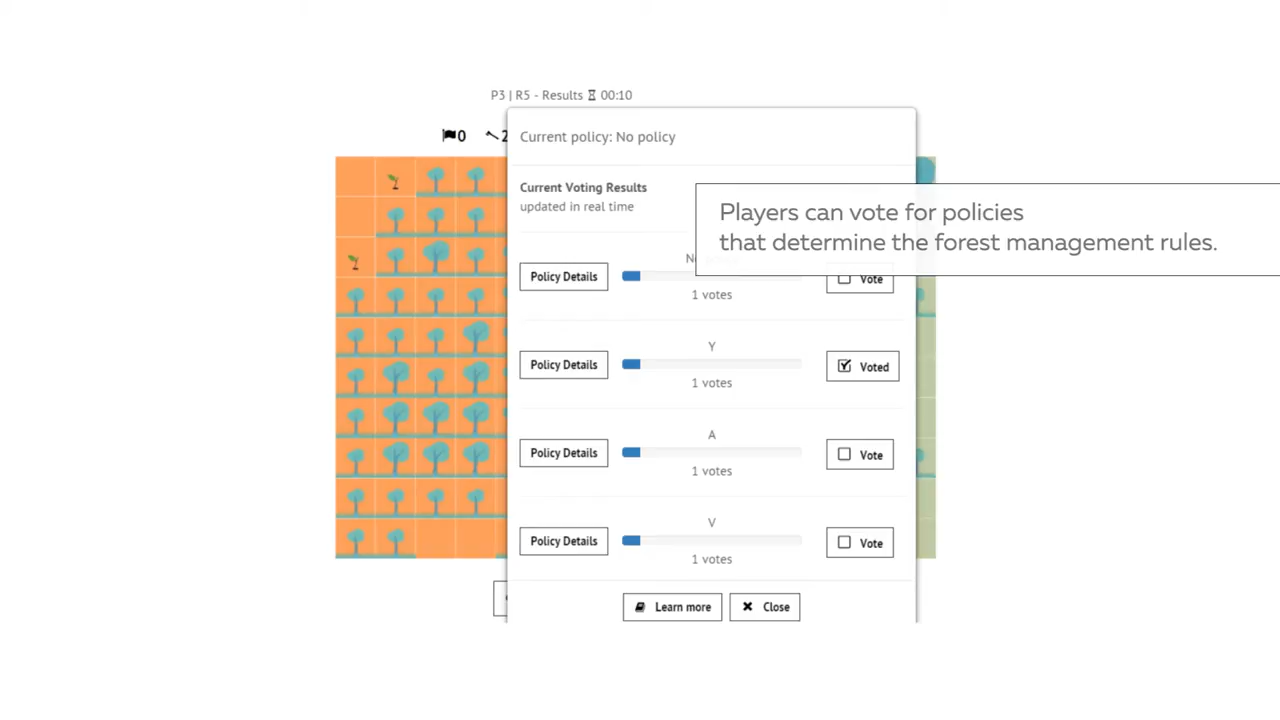 P3 | R5 - Results 00:10
0 2
Current policy: No policy
Current Voting Results
updated in real time
Players can vote for policies
that determine the forest management rules.
Policy Details
1 votes
Vote
Y
Policy Details
1 votes
Voted
A
Policy Details
1 votes
Vote
V
Policy Details
1 votes
Vote
Learn more
Close